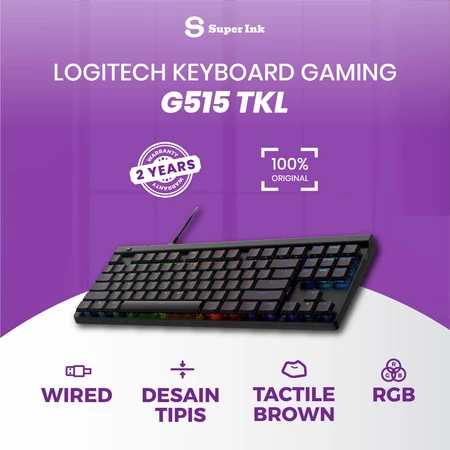 Super Ink
LOGITECH KEYBOARD GAMING
G515 TKL
WARRANTY
2 YEARS
WARRANTY
100%
ORIGINAL
WIRED
DESAIN
TIPIS
TACTILE
BROWN
R
G B
RGB